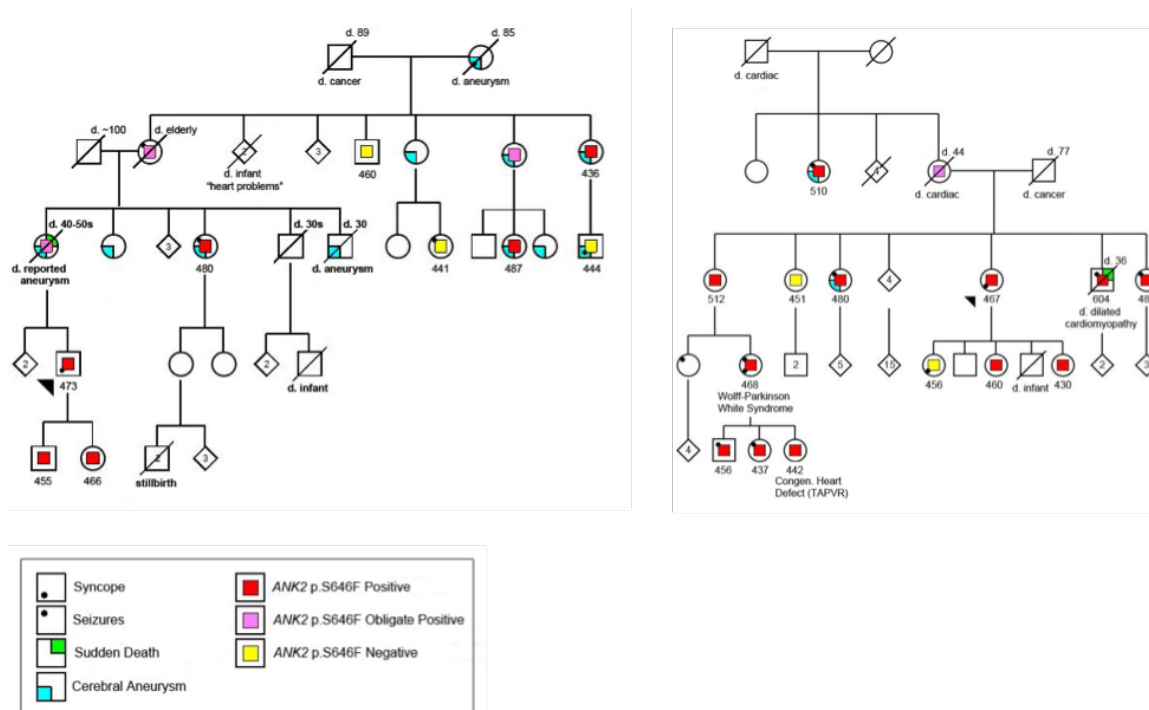 d. 89
d. 85
d. cancer
d. aneurysm
d. ~100
d. elderly
2
3
d. infant
"heart problems"
460
436
d. 40-50s
d. 30s
d. 30
3
d. reported
aneurysm
480
d. aneurysm
441
487
444
2
473
2
d. infant
455
466
2
stillbirth
3
d. cardiac
4
d. 44
d. 77
510
d. cardiac
d. cancer
4
d. 36
512
451
480
467
604
48
d. dilated
cardiomyopathy
2
5
15
2
3
468
456
460
d. infant
430
Wolff-Parkinson
White Syndrome
4
456
437
442
Congen. Heart
Defect (TAPVR)
Syncope
ANK2 p.S646F Positive
Seizures
ANK2 p.S646F Obligate Positive
Sudden Death
ANK2 p.S646F Negative
Cerebral Aneurysm